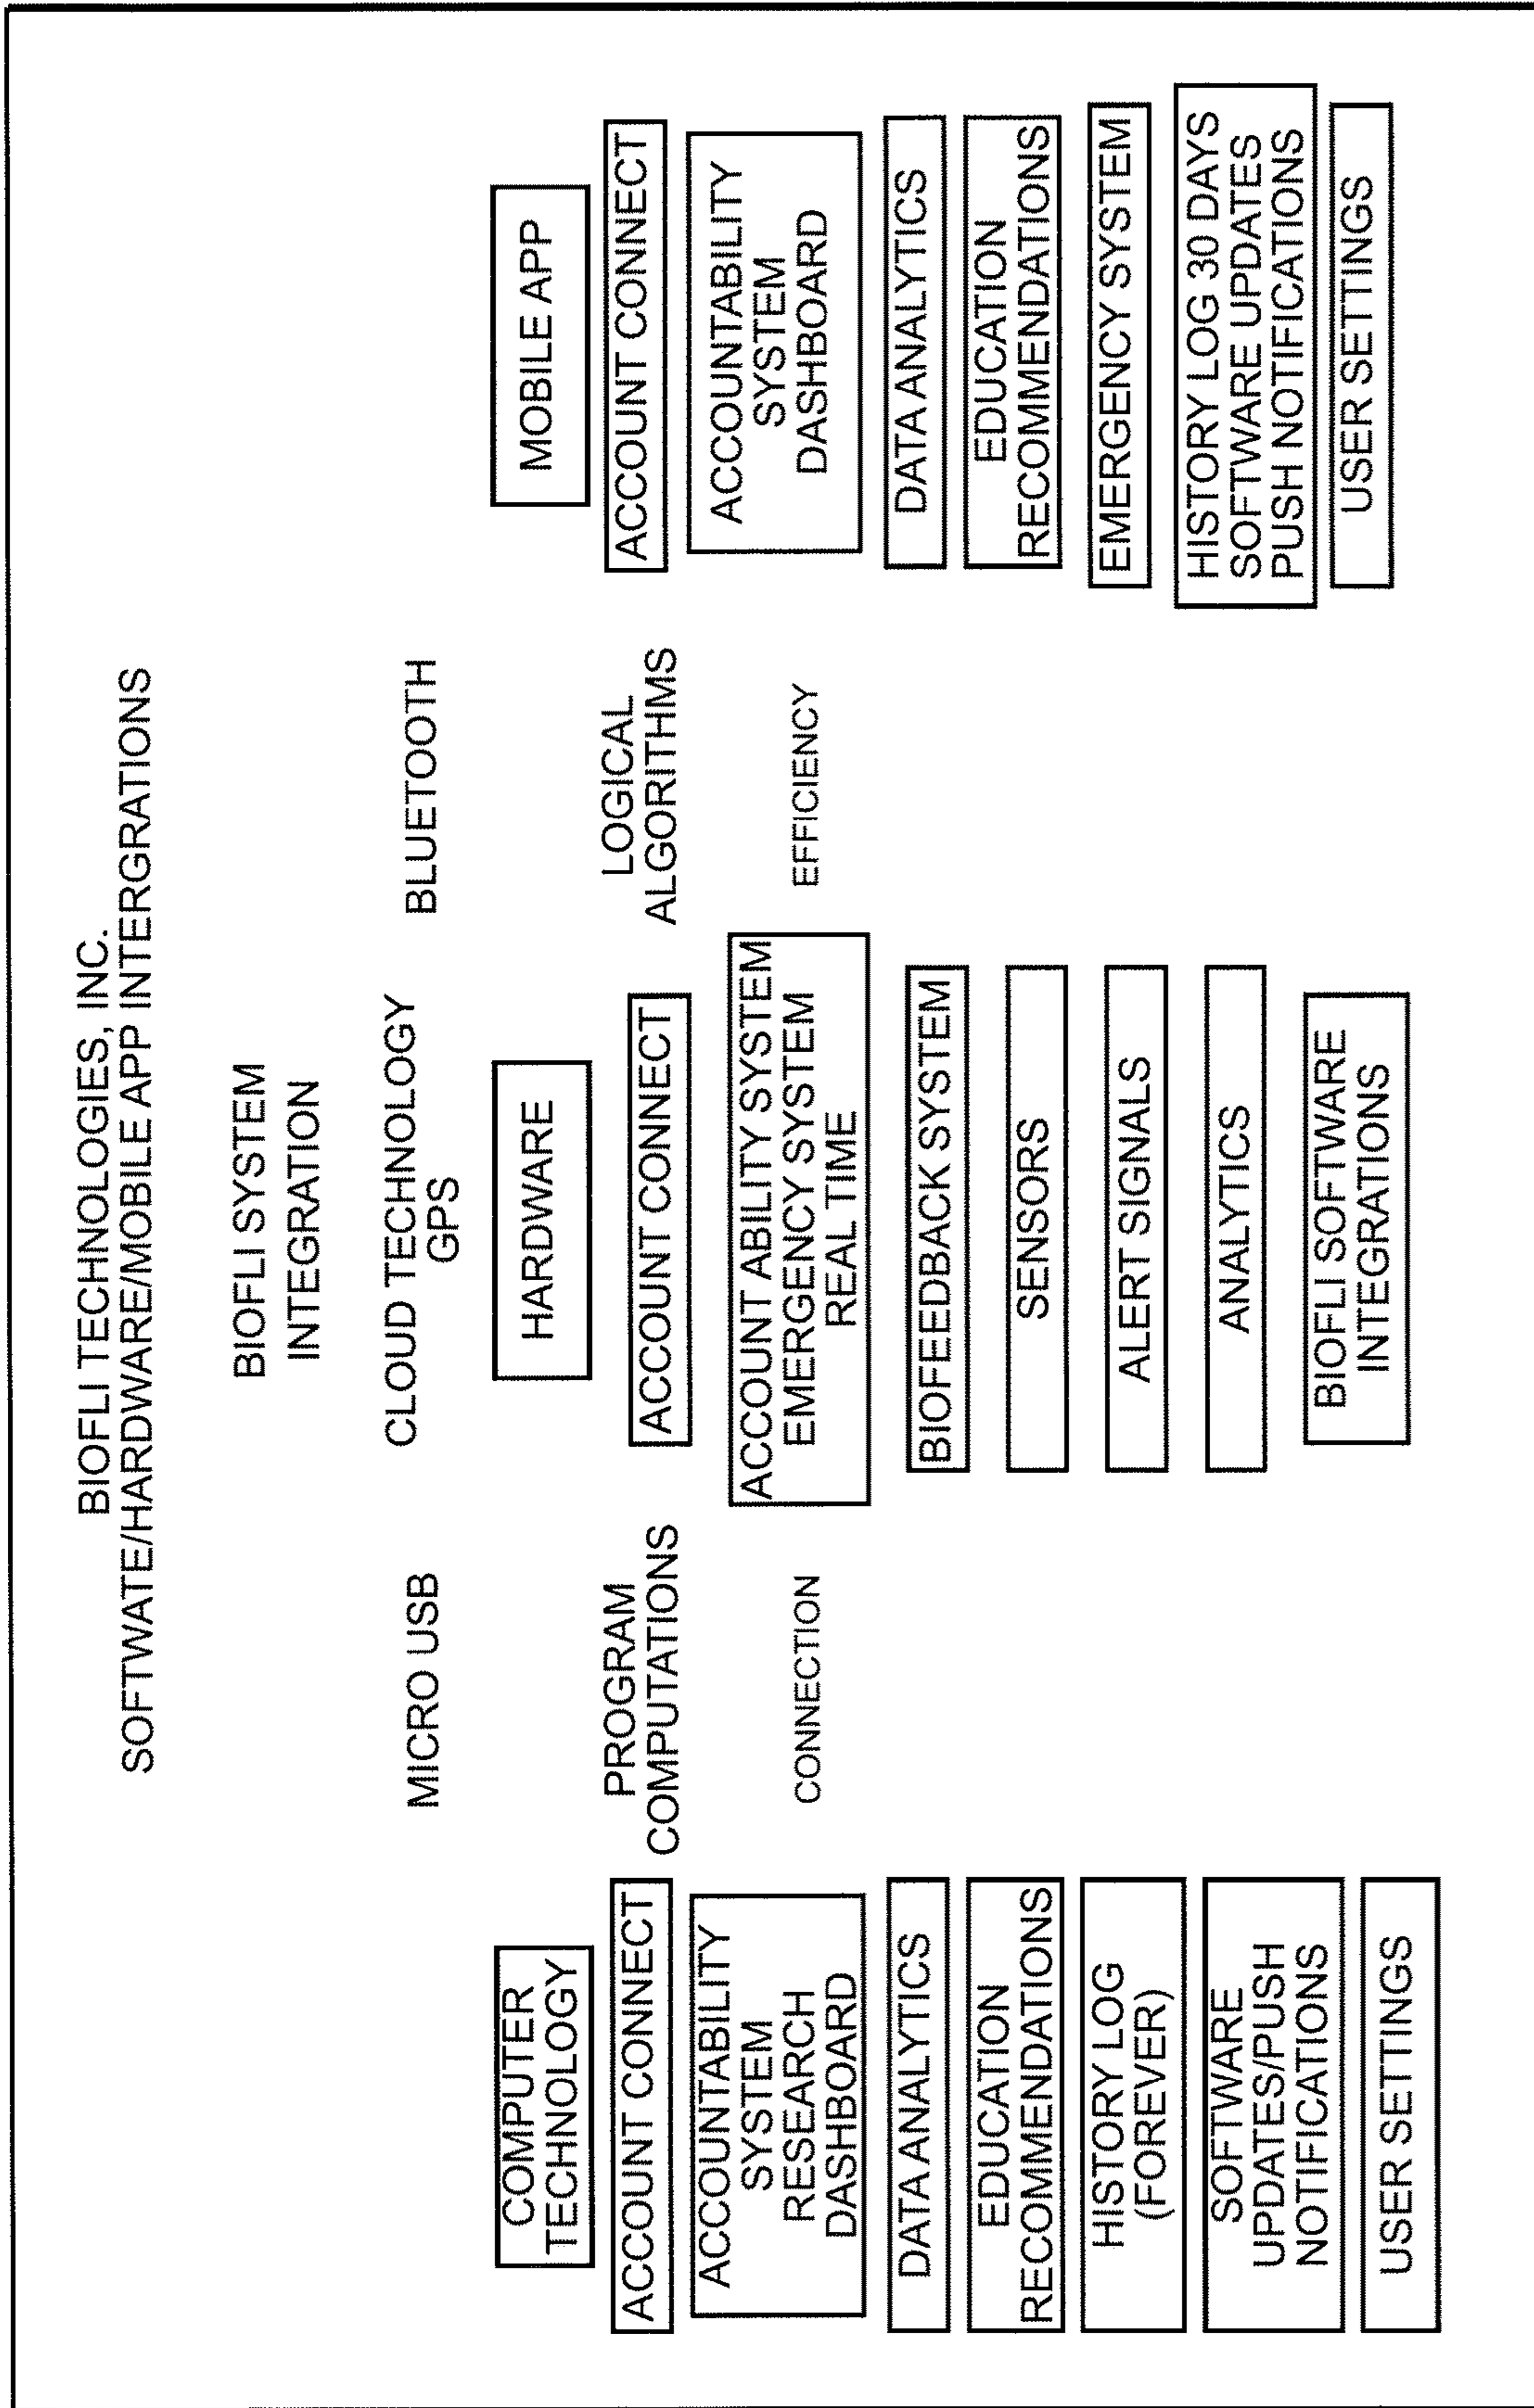 BIOFLI TECHNOLOGIES, INC.
SOFTWATE/HARDWARE/MOBILE APP INTERGRATIONS
BIOFLI SYSTEM
INTEGRATION
MICRO USB
CLOUD TECHNOLOGY
GPS
BLUETOOTH
COMPUTER
TECHNOLOGY
ACCOUNT CONNECT
ACCOUNTABILITY
SYSTEM
RESEARCH
DASHBOARD
DATA ANALYTICS
EDUCATION
RECOMMENDATIONS
HISTORY LOG
(FOREVER)
SOFTWARE
UPDATES/PUSH
NOTIFICATIONS
USER SETTINGS
PROGRAM
COMPUTATIONS
CONNECTION
HARDWARE
ACCOUNT CONNECT
ACCOUNT ABILITY SYSTEM
EMERGENCY SYSTEM
REAL TIME
BIOFEEDBACK SYSTEM
SENSORS
ALERT SIGNALS
ANALYTICS
BIOFLI SOFTWARE
INTEGRATIONS
LOGICAL
ALGORITHMS
EFFICIENCY
MOBILE APP
ACCOUNT CONNECT
ACCOUNTABILITY
SYSTEM
DASHBOARD
DATA ANALYTICS
EDUCATION
RECOMMENDATIONS
EMERGENCY SYSTEM
HISTORY LOG 30 DAYS
SOFTWARE UPDATES
PUSH NOTIFICATIONS
USER SETTINGS